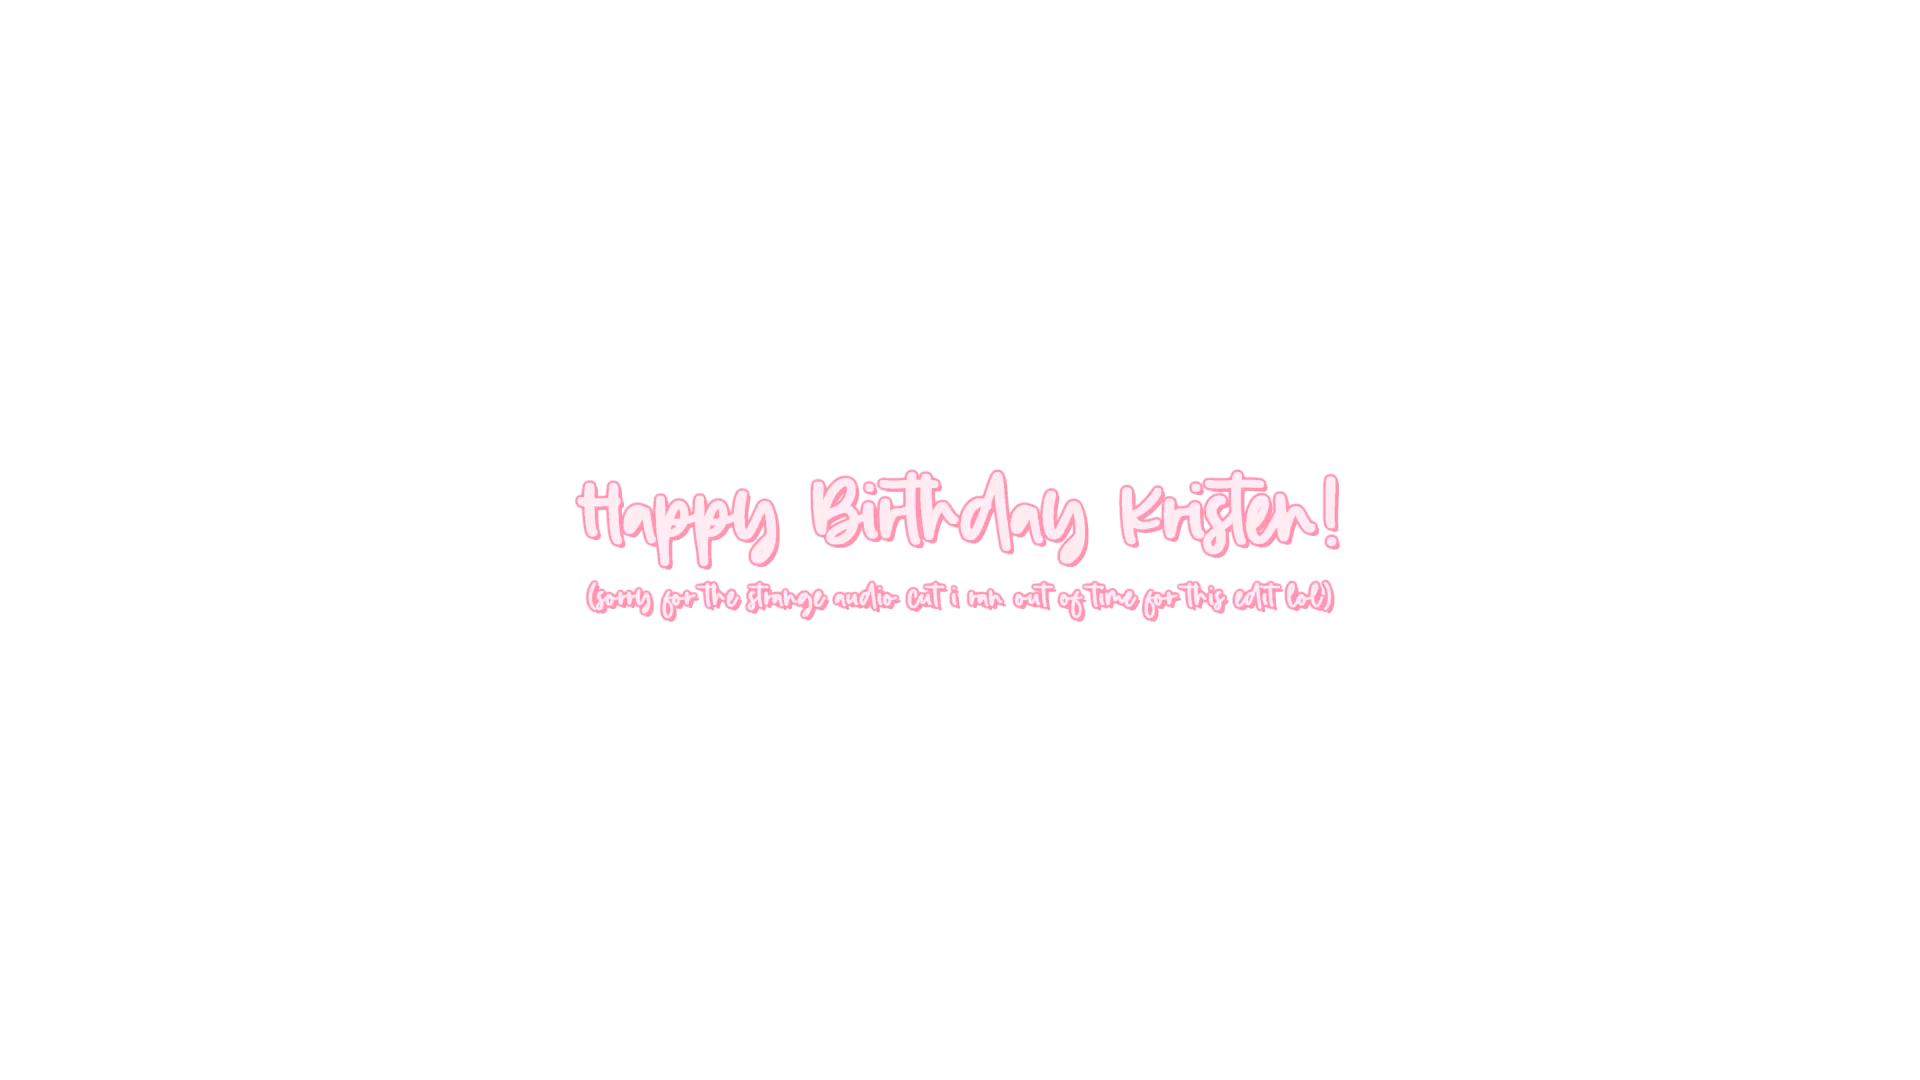 Happy Birthday Kristen!
(sorry for the strange audio cut i ran out of time for this edit lol)